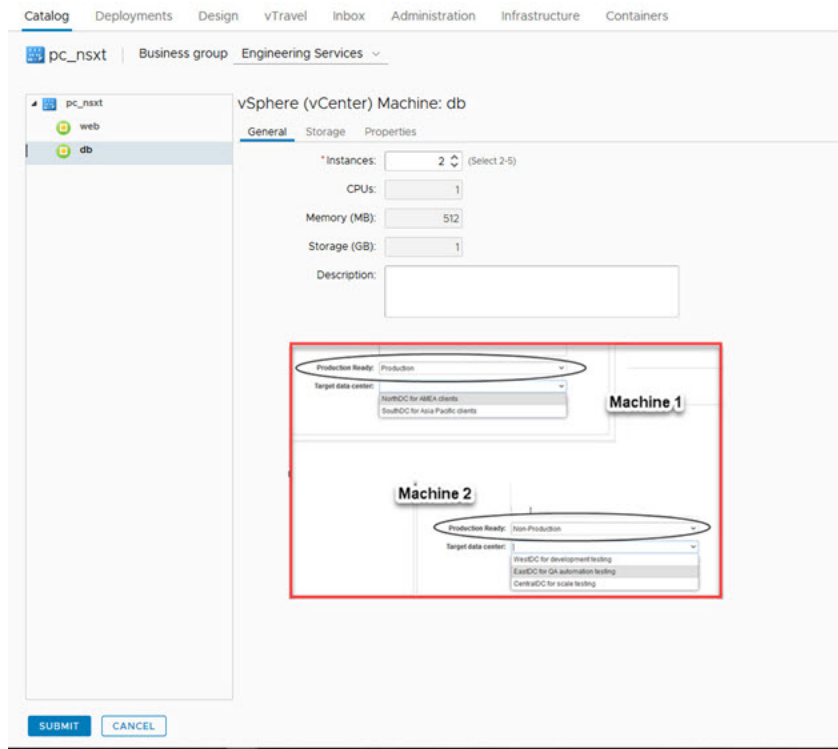 Catalog Deployments Design vTravel Inbox Administration Infrastructure Containers
pc_nsxt Business group Engineering Services
pc_nsxt
web
db
vSphere (vCenter) Machine: db
General Storage Properties
*Instances: 2 (Select 2-5)
CPUs: 1
Memory (MB): 512
Storage (GB): 1
Description:
Production Ready: Production
Target data center:
NorthDC for AMEA clients
SouthDC for Asia Pacific clients
Machine 1
Machine 2
Production Ready: Non-Production
Target data center:
WestDC for development testing
EastDC for QA automation testing
CentralDC for scale testing
SUBMIT CANCEL